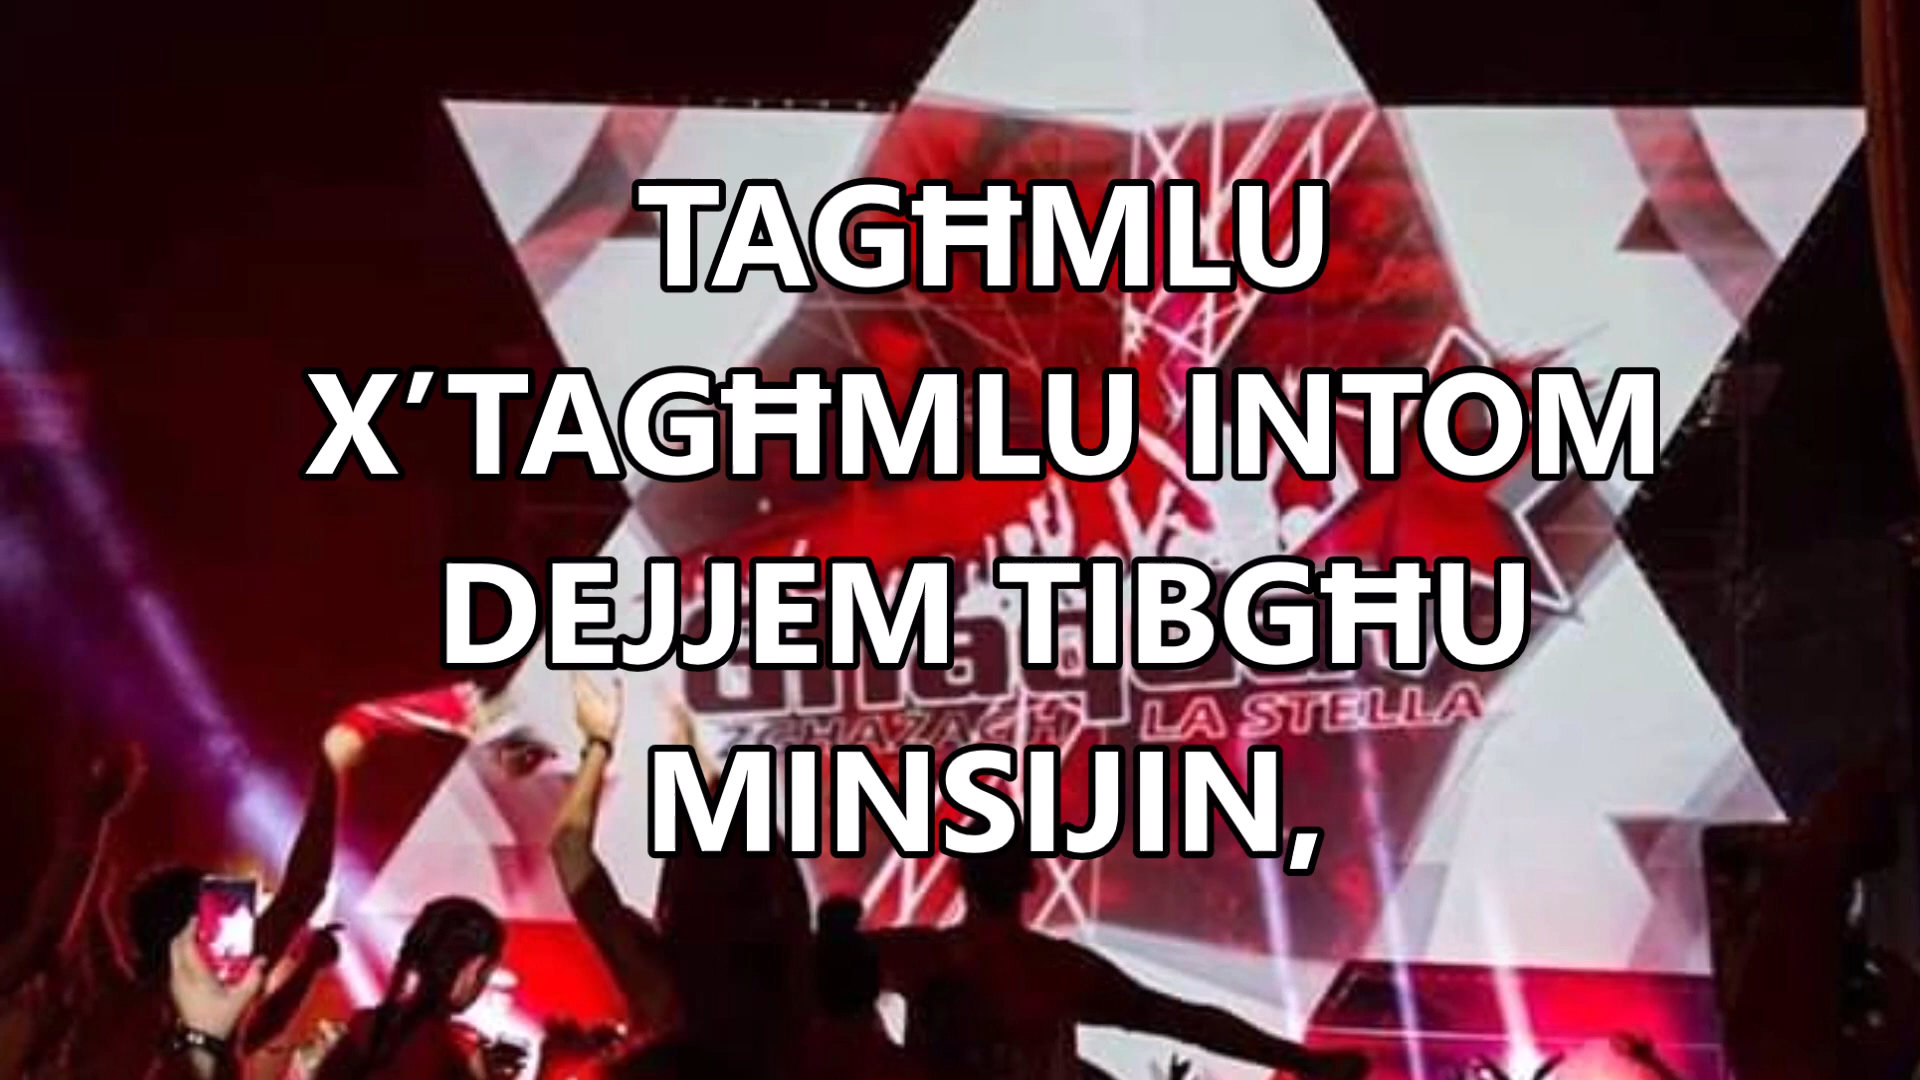 TAGĦMLU
X’TAGĦMLU INTOM
DEJJEM TIBGĦU
MINSIJIN,
LA STELLA